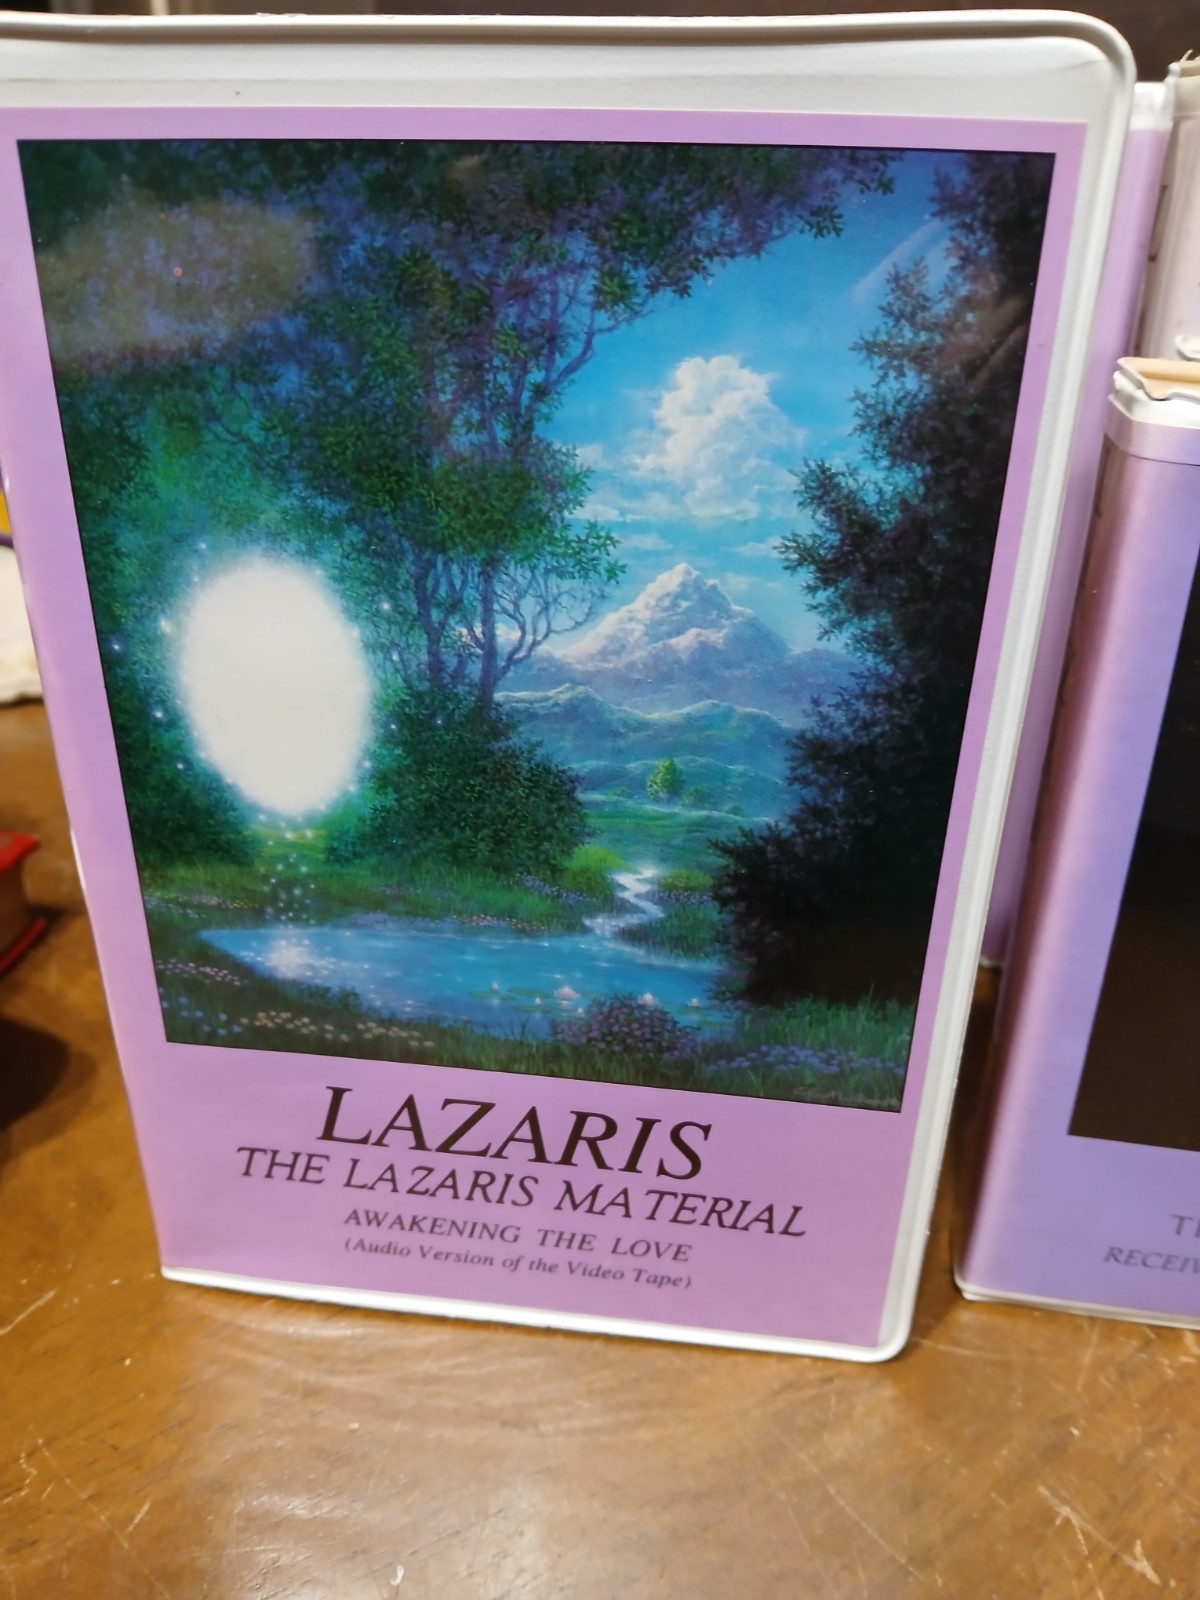 LAZARIS
THE LAZARIS MATERIAL
AWAKENING THE LOVE
(Audio Version of the Video Tape)